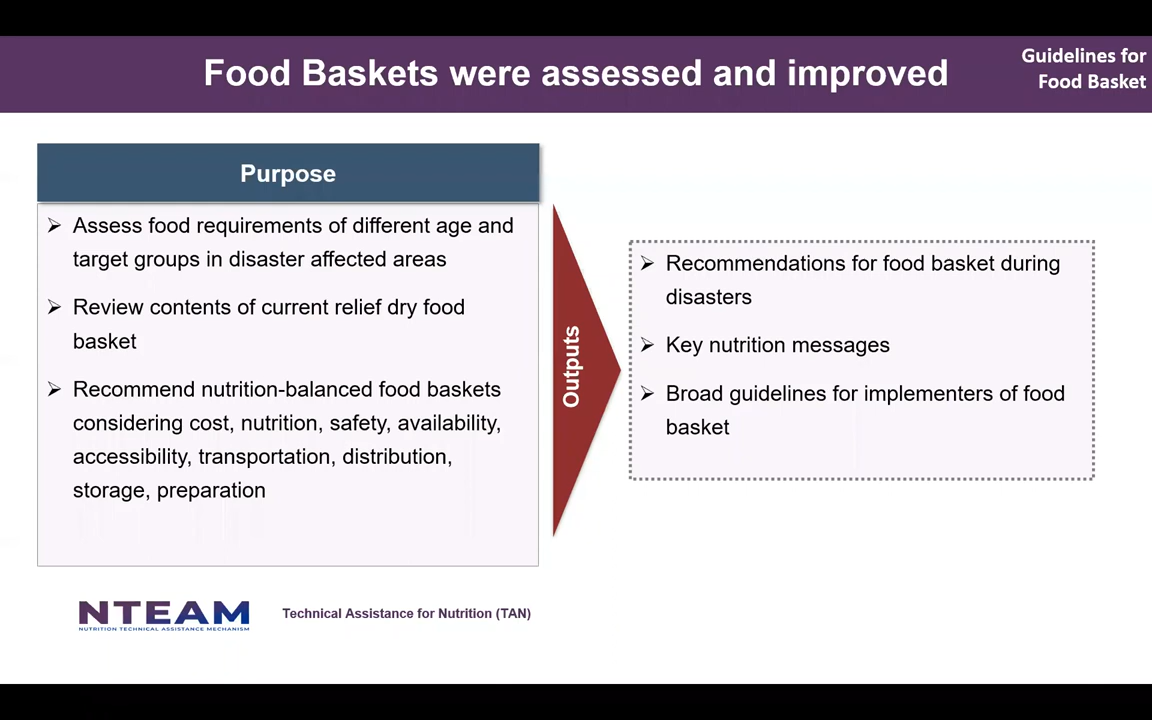 Food Baskets were assessed and improved
Guidelines for
Food Basket
Purpose
➢ Assess food requirements of different age and
target groups in disaster affected areas
➢ Review contents of current relief dry food
basket
➢ Recommend nutrition-balanced food baskets
considering cost, nutrition, safety, availability,
accessibility, transportation, distribution,
storage, preparation
Outputs
➢ Recommendations for food basket during
disasters
➢ Key nutrition messages
➢ Broad guidelines for implementers of food
basket
NTEAM
NUTRITION TECHNICAL ASSISTANCE MECHANISM
Technical Assistance for Nutrition (TAN)